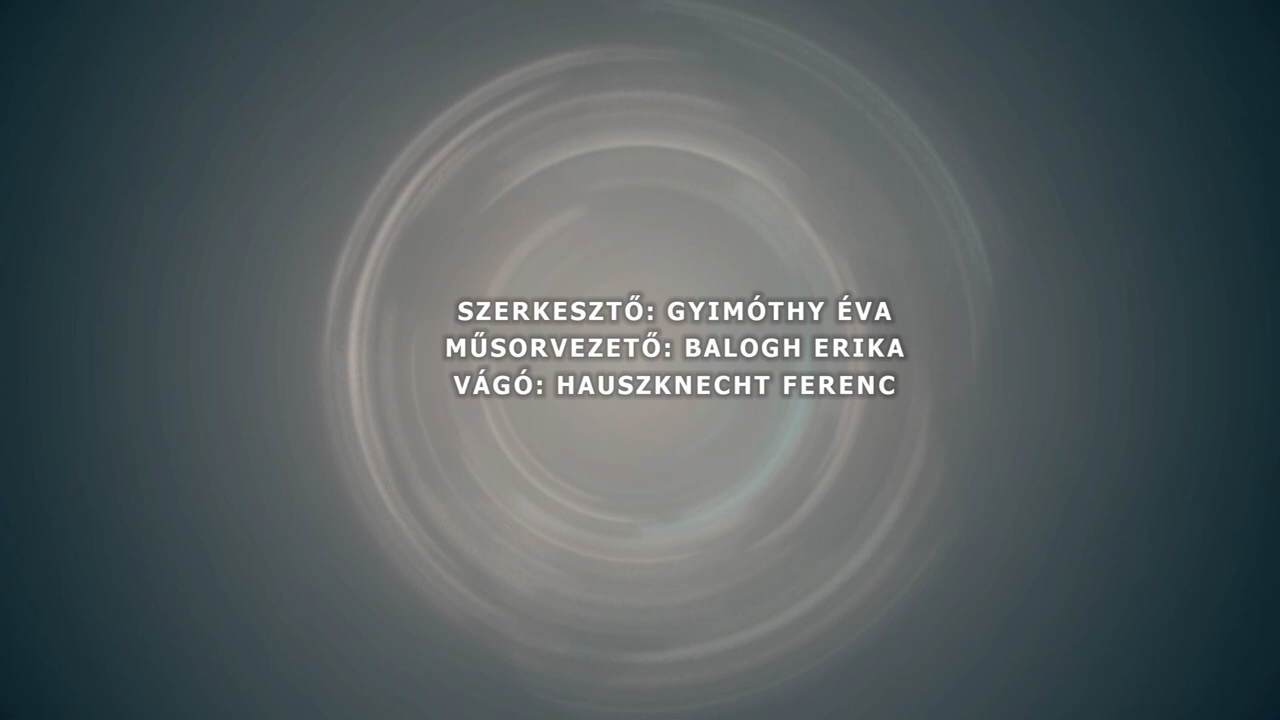 SZERKESZTŐ: GYIMÓTHY ÉVA
MŰSORVEZETŐ: BALOGH ERIKA
VÁGÓ: HAUSZKNECHT FERENC